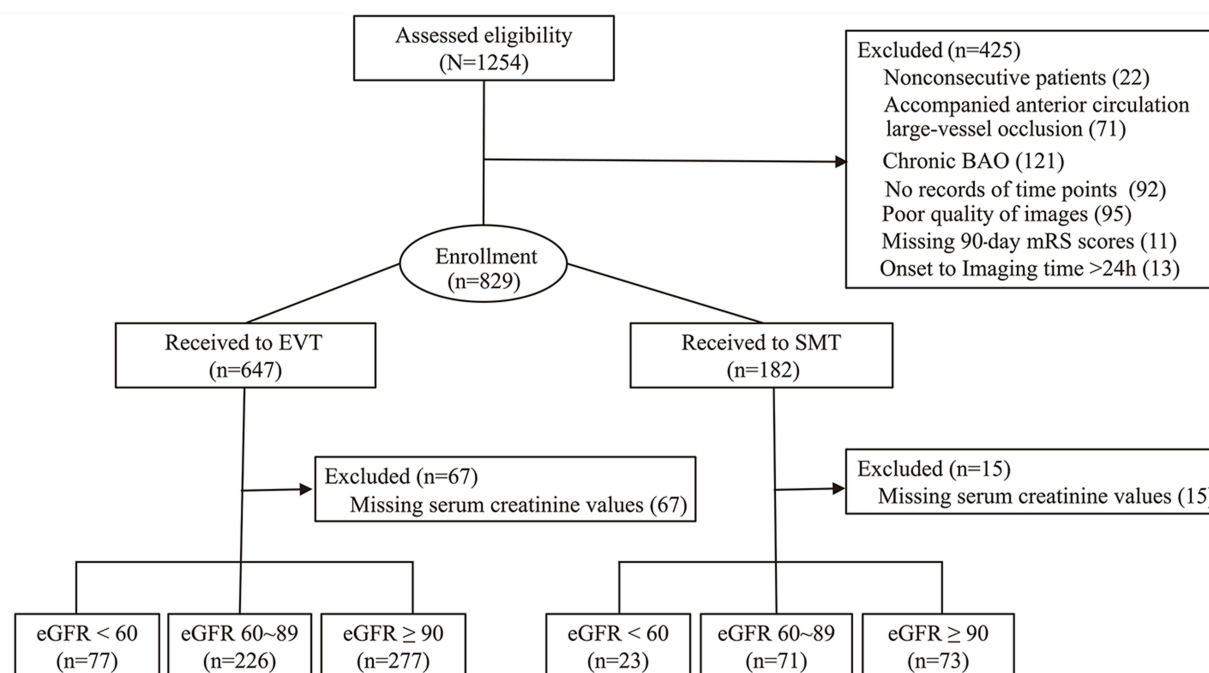 Assessed eligibility
(N=1254)
Excluded (n=425)
Nonconsecutive patients (22)
Accompanied anterior circulation
large-vessel occlusion (71)
Chronic BAO (121)
No records of time points (92)
Poor quality of images (95)
Missing 90-day mRS scores (11)
Onset to Imaging time >24h (13)
Enrollment
(n=829)
Received to EVT
(n=647)
Received to SMT
(n=182)
Excluded (n=67)
Missing serum creatinine values (67)
Excluded (n=15)
Missing serum creatinine values (15)
eGFR < 60
(n=77)
eGFR 60~89
(n=226)
eGFR ≥ 90
(n=277)
eGFR < 60
(n=23)
eGFR 60~89
(n=71)
eGFR ≥ 90
(n=73)